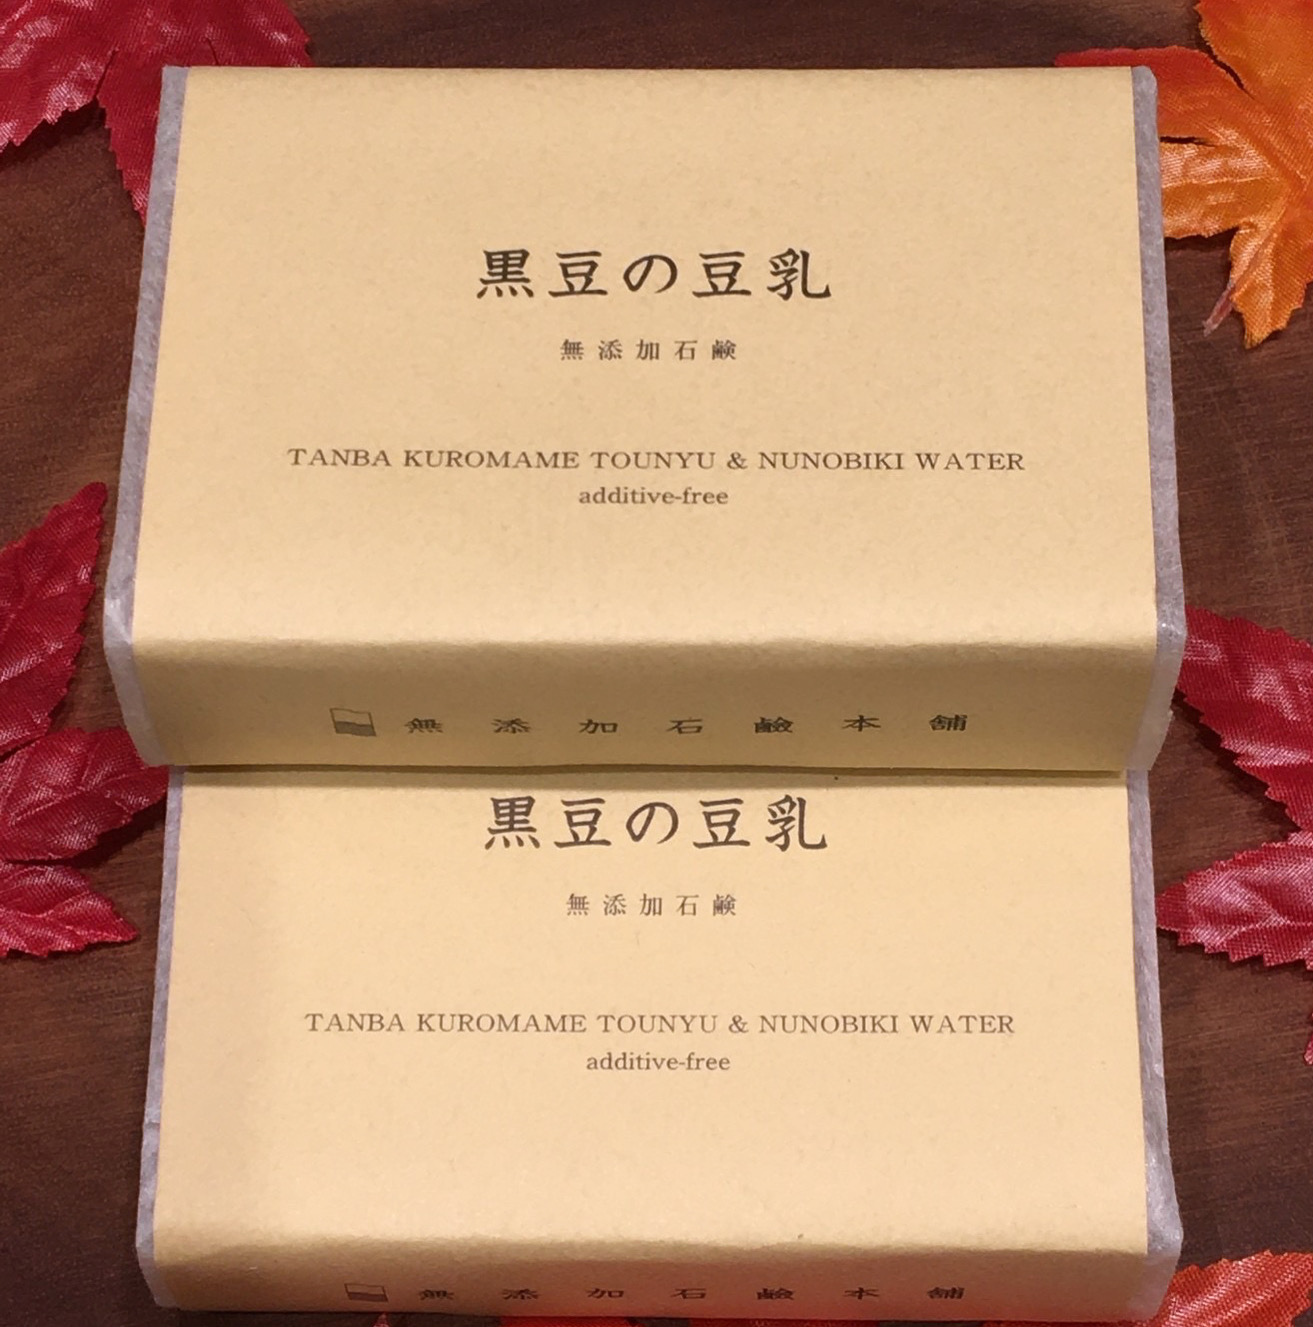 黒豆の豆乳
無添加石鹸
TANBA KUROMAME TOUNYU & NUNOBIKI WATER
additive-free
無添加石鹸本舗
黒豆の豆乳
無添加石鹸
TANBA KUROMAME TOUNYU & NUNOBIKI WATER
additive-free
無添加石鹸本舗